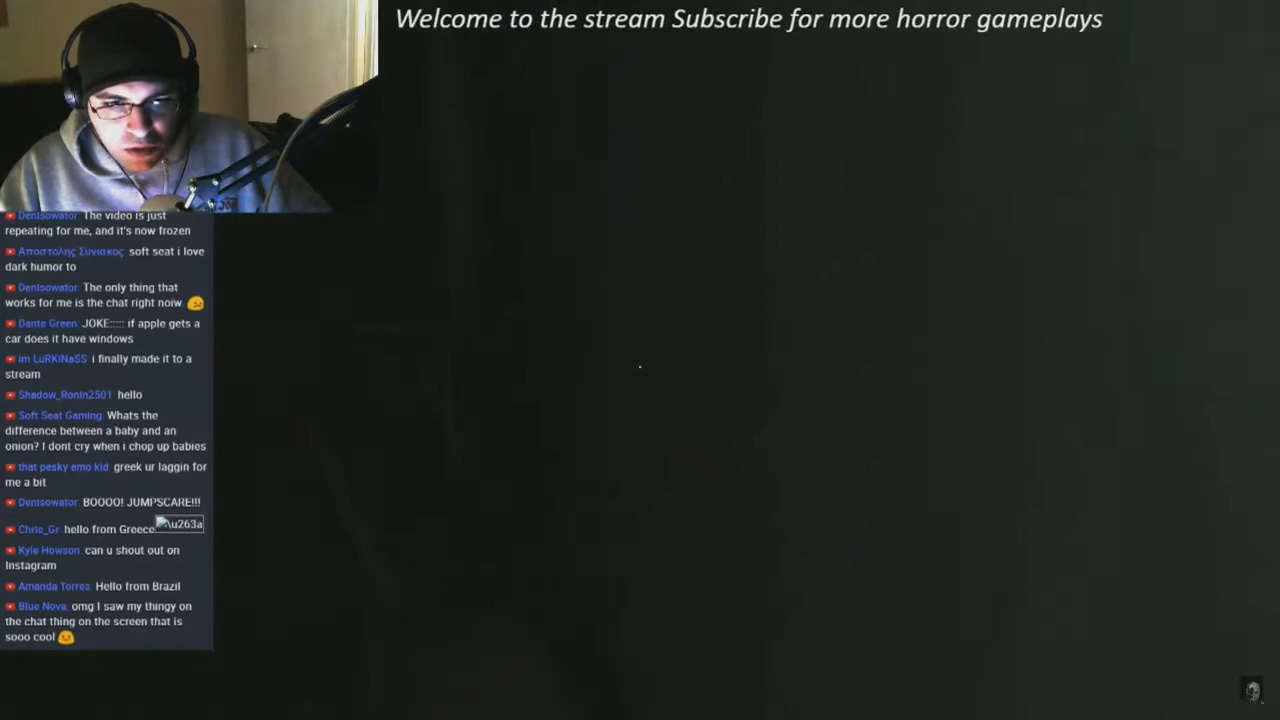 Welcome to the stream Subscribe for more horror gameplays
Denisowator The video is just
repeating for me, and it's now frozen
Αποστολης Συνιακος soft seat i love
dark humor to
Denisowator The only thing that
works for me is the chat right noiw
Dante Green JOKE::::: if apple gets a
car does it have windows
im LuRKiNaSS i finally made it to a
stream
Shadow_Ronin2501 hello
Soft Seat Gaming Whats the
difference between a baby and an
onion? I dont cry when i chop up babies
that pesky emo kid greek ur laggin for
me a bit
Denisowator BOOOO! JUMPSCARE!!!
Chris_Gr hello from Greece \u263a
Kyle Howson can u shout out on
Instagram
Amanda Torres Hello from Brazil
Blue Nova omg I saw my thingy on
the chat thing on the screen that is
sooo cool